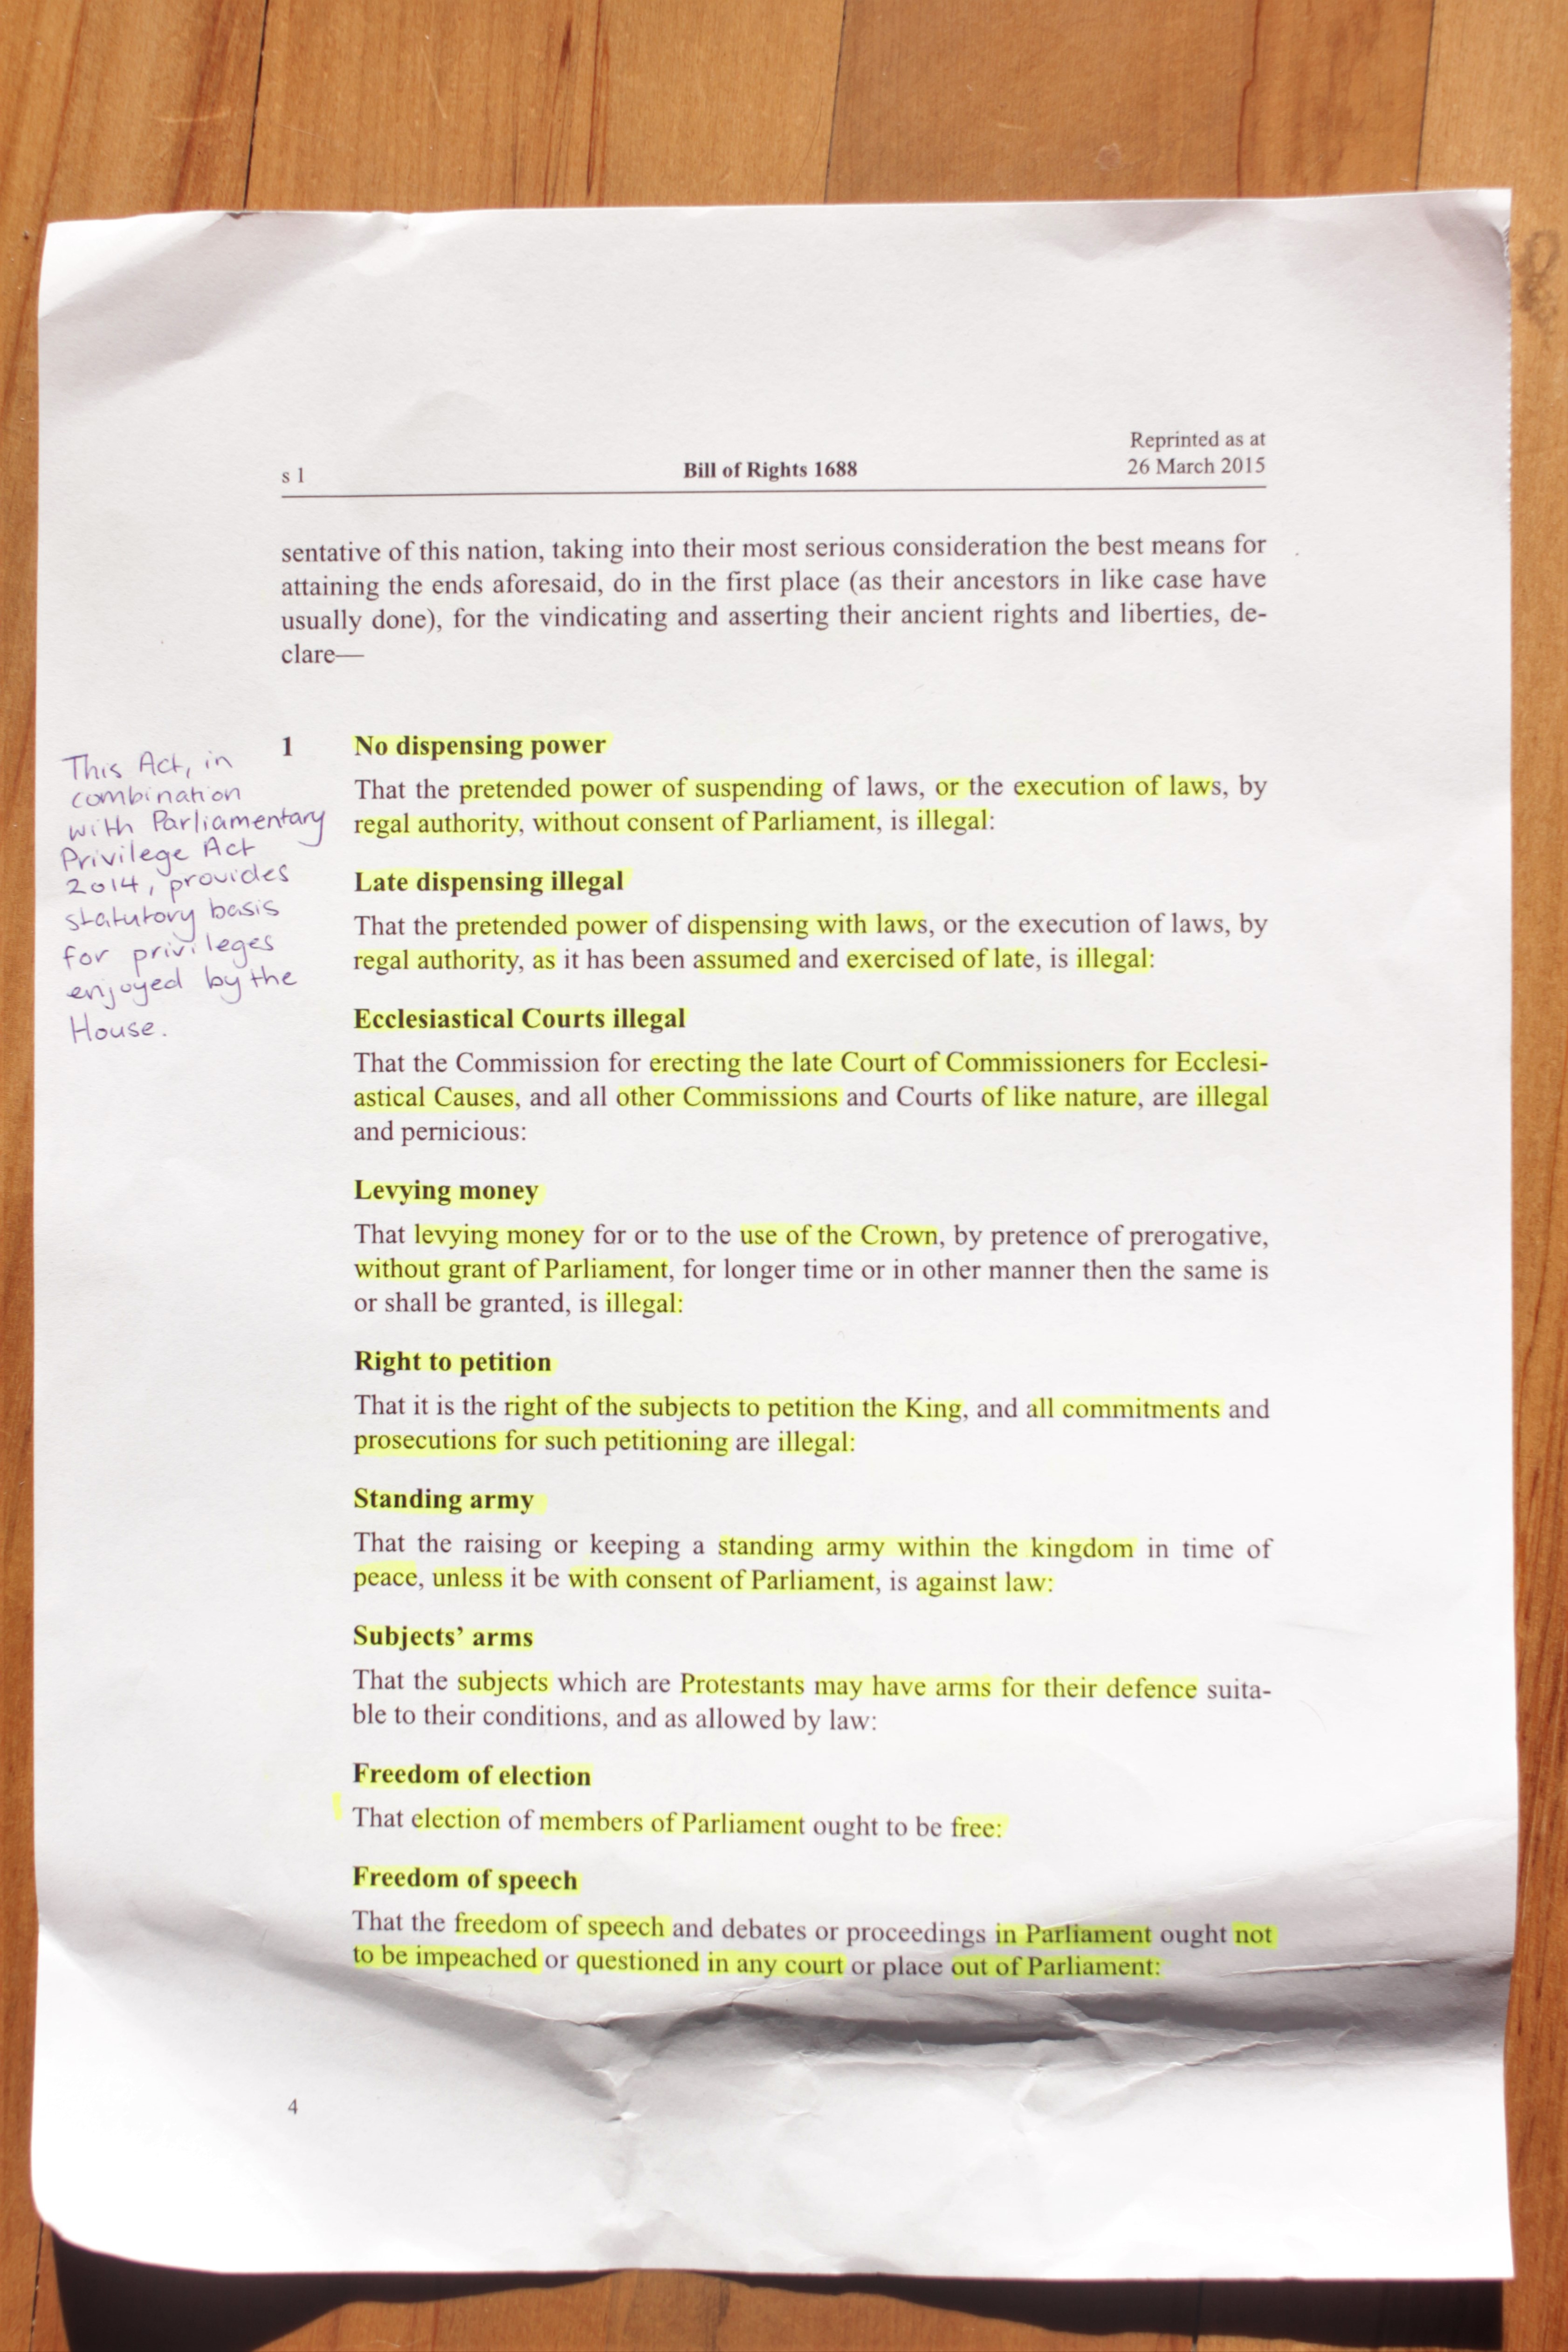 Reprinted as at
s 1 Bill of Rights 1688 26 March 2015
sentative of this nation, taking into their most serious consideration the best means for
attaining the ends aforesaid, do in the first place (as their ancestors in like case have
usually done), for the vindicating and asserting their ancient rights and liberties, de-
clare—
This Act, in
combination
with Parliamentary
Privilege Act
2014, provides
statutory basis
for privileges
enjoyed by the
House.
1 No dispensing power
That the pretended power of suspending of laws, or the execution of laws, by
regal authority, without consent of Parliament, is illegal:
Late dispensing illegal
That the pretended power of dispensing with laws, or the execution of laws, by
regal authority, as it has been assumed and exercised of late, is illegal:
Ecclesiastical Courts illegal
That the Commission for erecting the late Court of Commissioners for Ecclesi-
astical Causes, and all other Commissions and Courts of like nature, are illegal
and pernicious:
Levying money
That levying money for or to the use of the Crown, by pretence of prerogative,
without grant of Parliament, for longer time or in other manner then the same is
or shall be granted, is illegal:
Right to petition
That it is the right of the subjects to petition the King, and all commitments and
prosecutions for such petitioning are illegal:
Standing army
That the raising or keeping a standing army within the kingdom in time of
peace, unless it be with consent of Parliament, is against law:
Subjects’ arms
That the subjects which are Protestants may have arms for their defence suita-
ble to their conditions, and as allowed by law:
Freedom of election
That election of members of Parliament ought to be free:
Freedom of speech
That the freedom of speech and debates or proceedings in Parliament ought not
to be impeached or questioned in any court or place out of Parliament:
4